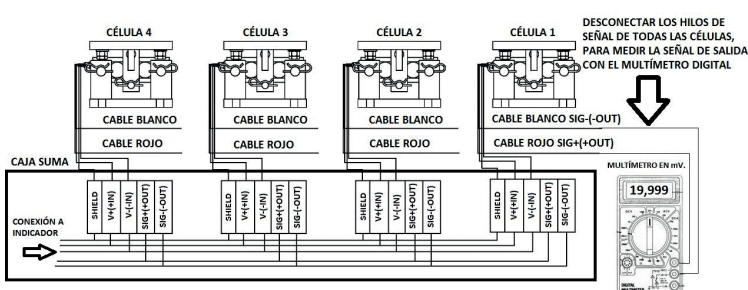 DESCONECTAR LOS HILOS DE
SEÑAL DE TODAS LAS CÉLULAS,
PARA MEDIR LA SEÑAL DE SALIDA
CON EL MULTÍMETRO DIGITAL
CÉLULA 4
CÉLULA 3
CÉLULA 2
CÉLULA 1
CABLE BLANCO
CABLE BLANCO
CABLE BLANCO
CABLE BLANCO SIG-(-OUT)
CABLE ROJO
CABLE ROJO
CABLE ROJO
CABLE ROJO SIG+(+OUT)
CAJA SUMA
MULTÍMETRO EN mV.
19,999
SHIELD
V+(+IN)
V-(-IN)
SIG+(+OUT)
SIG-(-OUT)
SHIELD
V+(+IN)
V-(-IN)
SIG+(+OUT)
SIG-(-OUT)
SHIELD
V+(+IN)
V-(-IN)
SIG+(+OUT)
SIG-(-OUT)
SHIELD
V+(+IN)
V-(-IN)
SIG+(+OUT)
SIG-(-OUT)
CONEXIÓN A
INDICADOR
DIGITAL
MULTIMETER